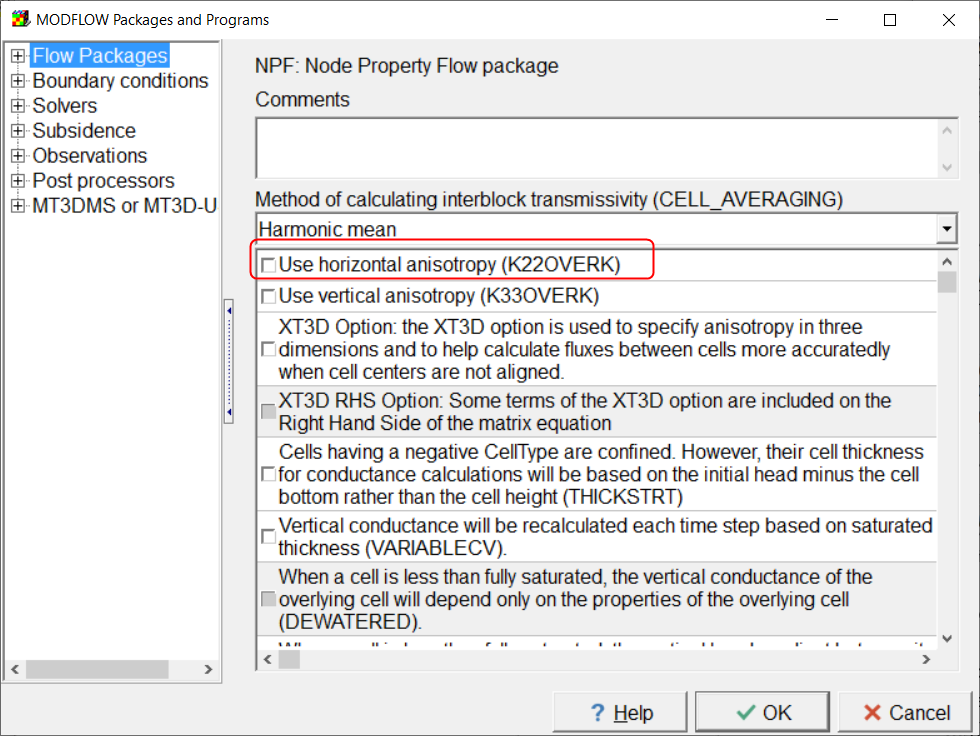 MODFLOW Packages and Programs
Flow Packages
Boundary conditions
Solvers
Subsidence
Observations
Post processors
MT3DMS or MT3D-U
NPF: Node Property Flow package
Comments
Method of calculating interblock transmissivity (CELL_AVERAGING)
Harmonic mean
Use horizontal anisotropy (K22OVERK)
Use vertical anisotropy (K33OVERK)
XT3D Option: the XT3D option is used to specify anisotropy in three
dimensions and to help calculate fluxes between cells more accuratedly
when cell centers are not aligned.
XT3D RHS Option: Some terms of the XT3D option are included on the
Right Hand Side of the matrix equation
Cells having a negative CellType are confined. However, their cell thickness
for conductance calculations will be based on the initial head minus the cell
bottom rather than the cell height (THICKSTRT)
Vertical conductance will be recalculated each time step based on saturated
thickness (VARIABLECV).
When a cell is less than fully saturated, the vertical conductance of the
overlying cell will depend only on the properties of the overlying cell
(DEWATERED).
? Help
OK
Cancel